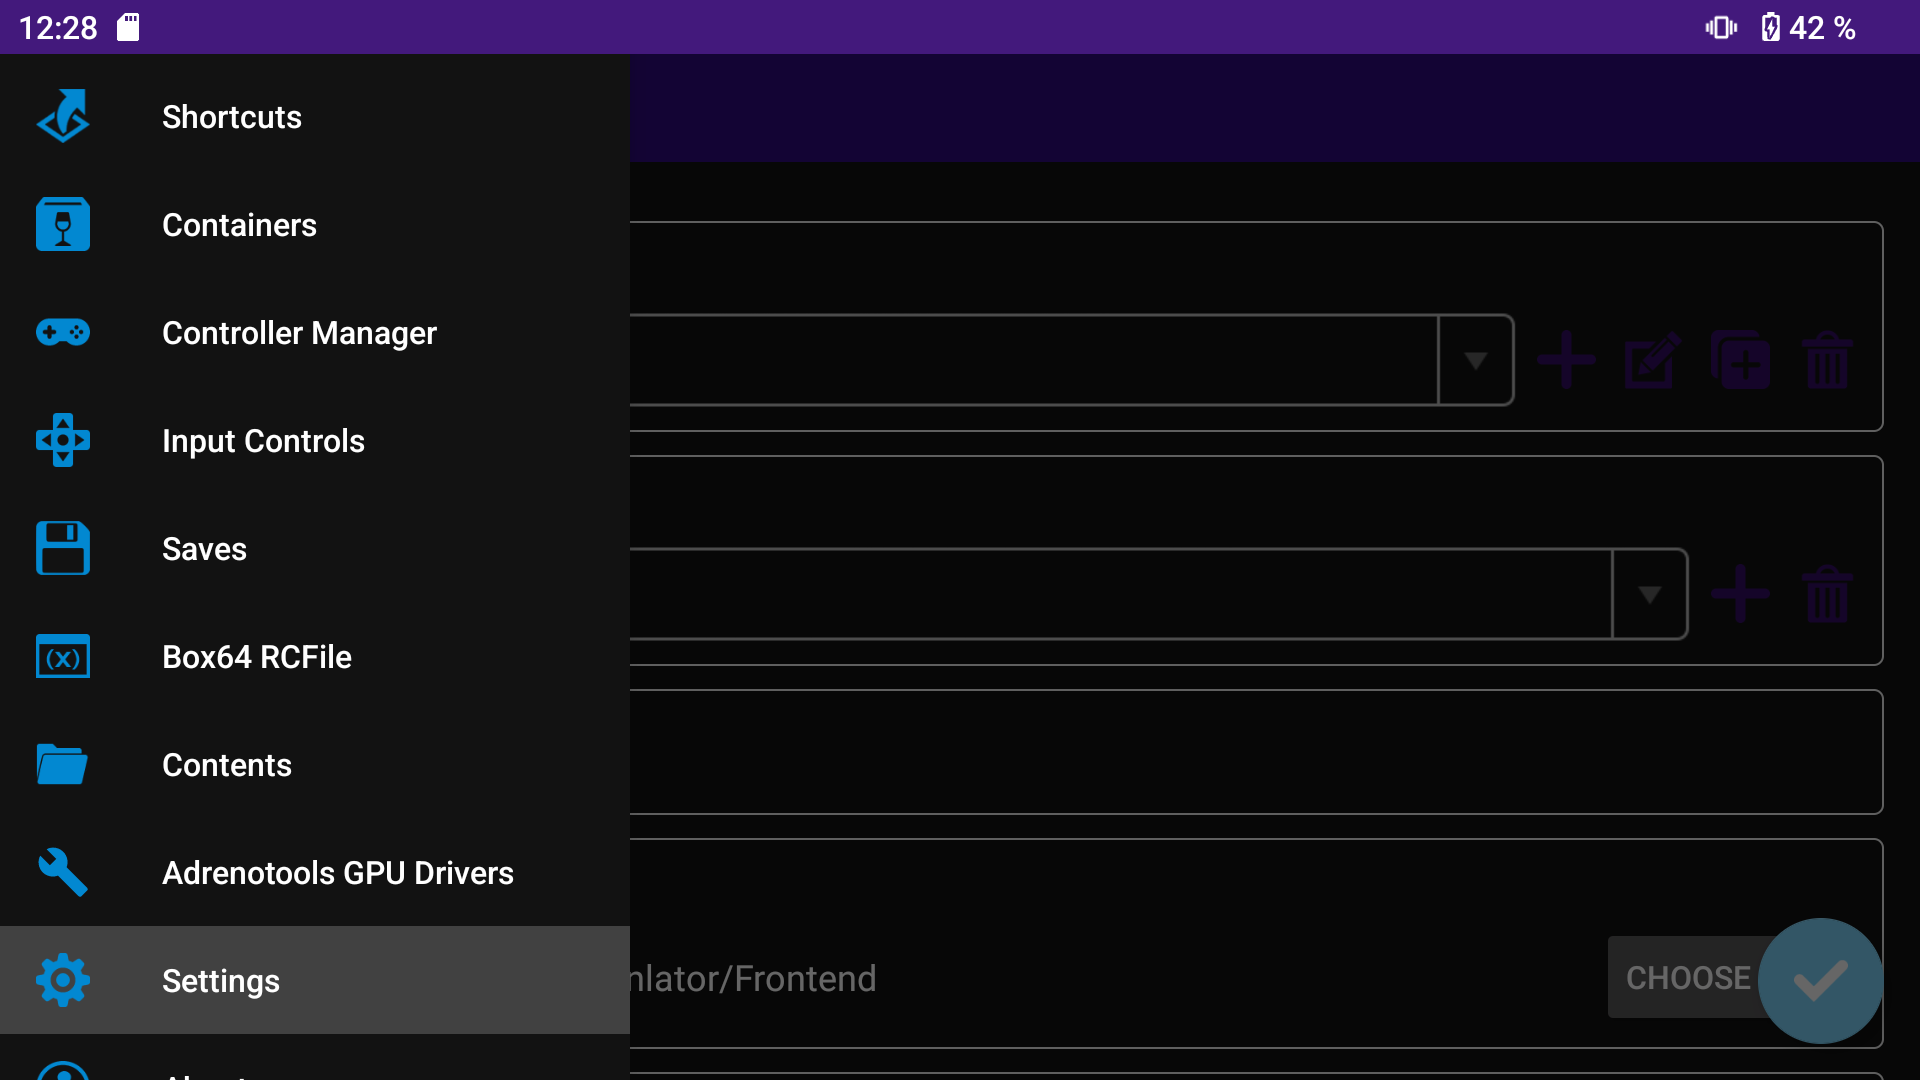 12:28
42 %
Shortcuts
Containers
Controller Manager
Input Controls
Saves
Box64 RCFile
(X)
Contents
Adrenotools GPU Drivers
Settings
nlator/Frontend
CHOOSE